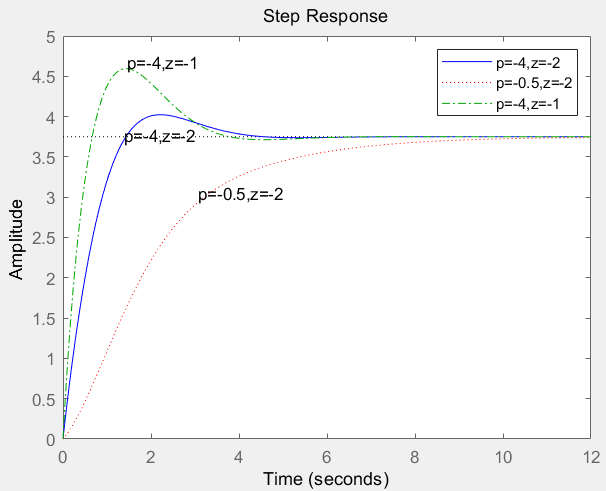 Step Response
5
4.5
4
3.5
3
2.5
2
1.5
1
0.5
0
Amplitude
p=-4,z=-1
p=-4,z=-2
p=-0.5,z=-2
p=-4,z=-2
p=-0.5,z=-2
p=-4,z=-1
0 2 4 6 8 10 12
Time (seconds)